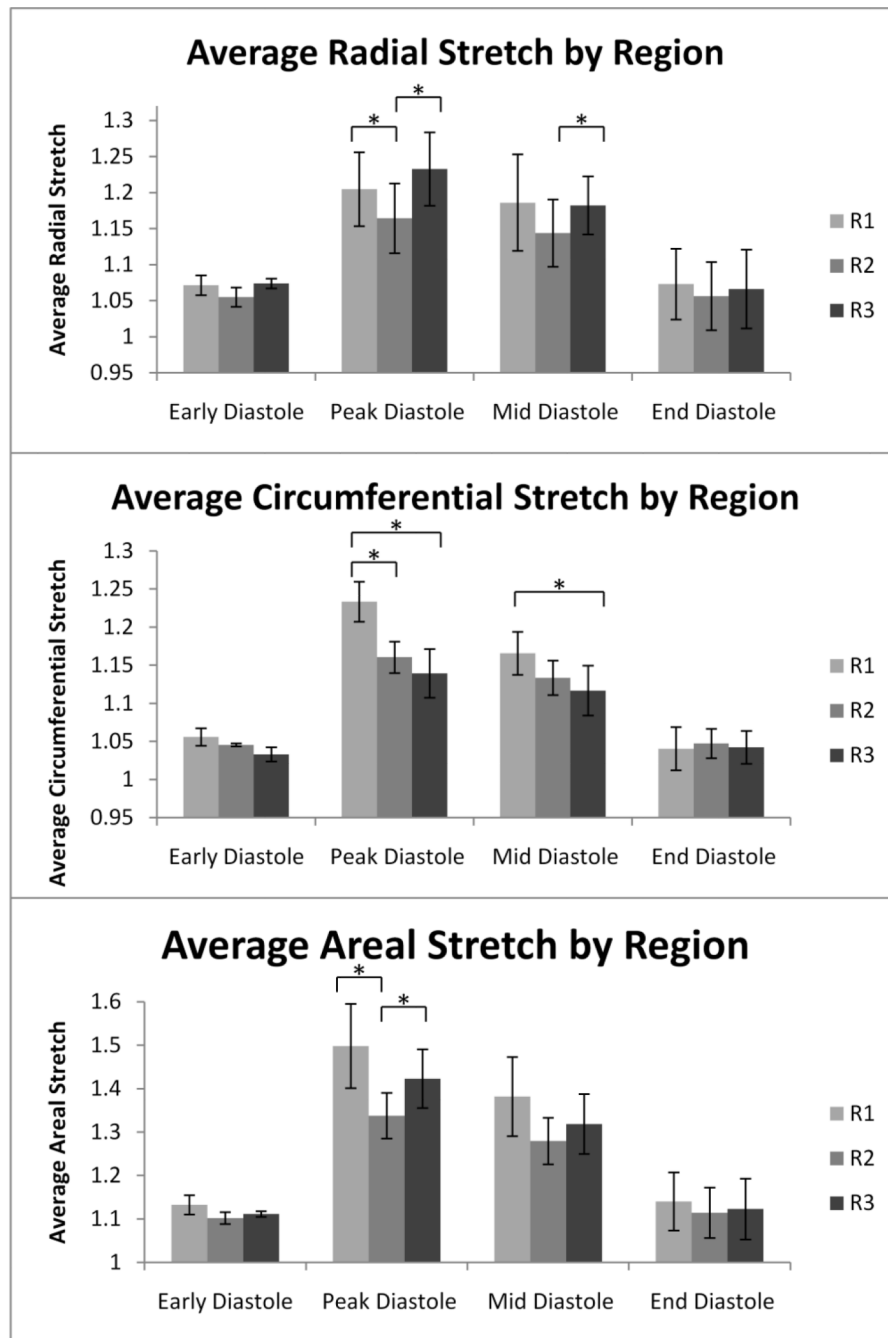 Average Radial Stretch by Region
Average Radial Stretch
1.3
1.25
1.2
1.15
1.1
1.05
1
0.95
* * *
Early Diastole Peak Diastole Mid Diastole End Diastole
R1
R2
R3
Average Circumferential Stretch by Region
Average Circumferential Stretch
1.3
1.25
1.2
1.15
1.1
1.05
1
0.95
*
* *
Early Diastole Peak Diastole Mid Diastole End Diastole
R1
R2
R3
Average Areal Stretch by Region
Average Areal Stretch
1.6
1.5
1.4
1.3
1.2
1.1
1
* *
Early Diastole Peak Diastole Mid Diastole End Diastole
R1
R2
R3